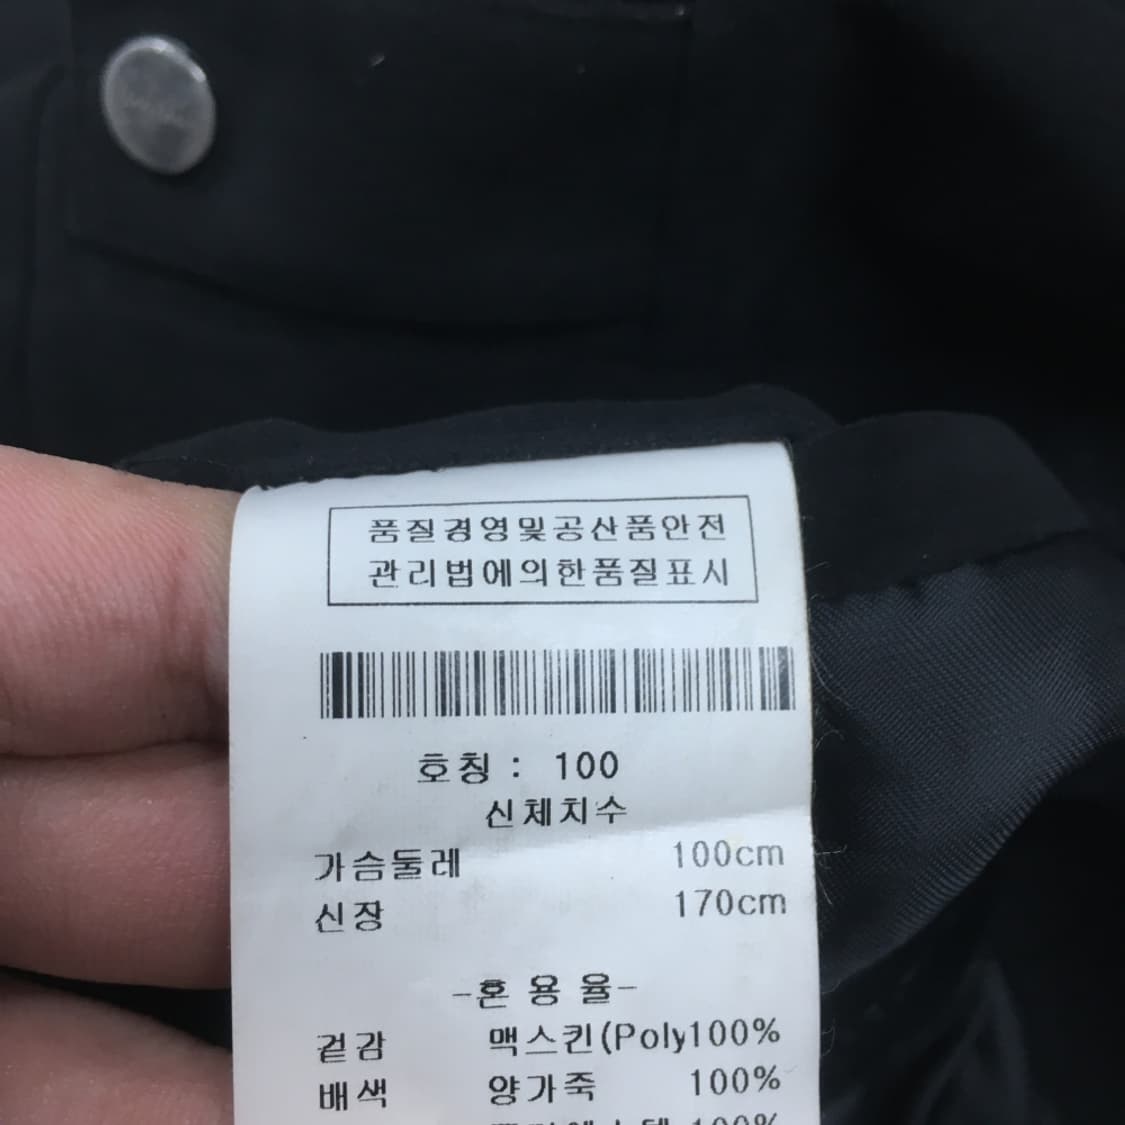 품질경영및공산품안전
관리법에의한품질표시
호칭 : 100
신체치수
가슴둘레 100cm
신장 170cm
-혼용율-
겉감 맥스킨(Poly100%
배색 양가죽 100%
100%